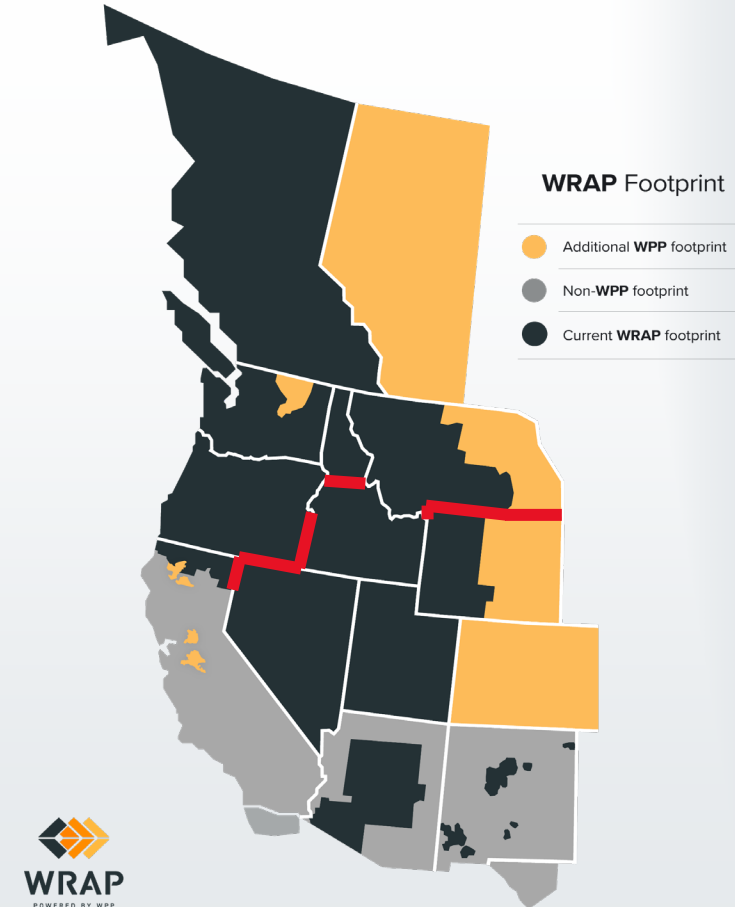 WRAP Footprint
Additional WPP footprint
Non-WPP footprint
Current WRAP footprint
WRAP
POWERED BY WPP